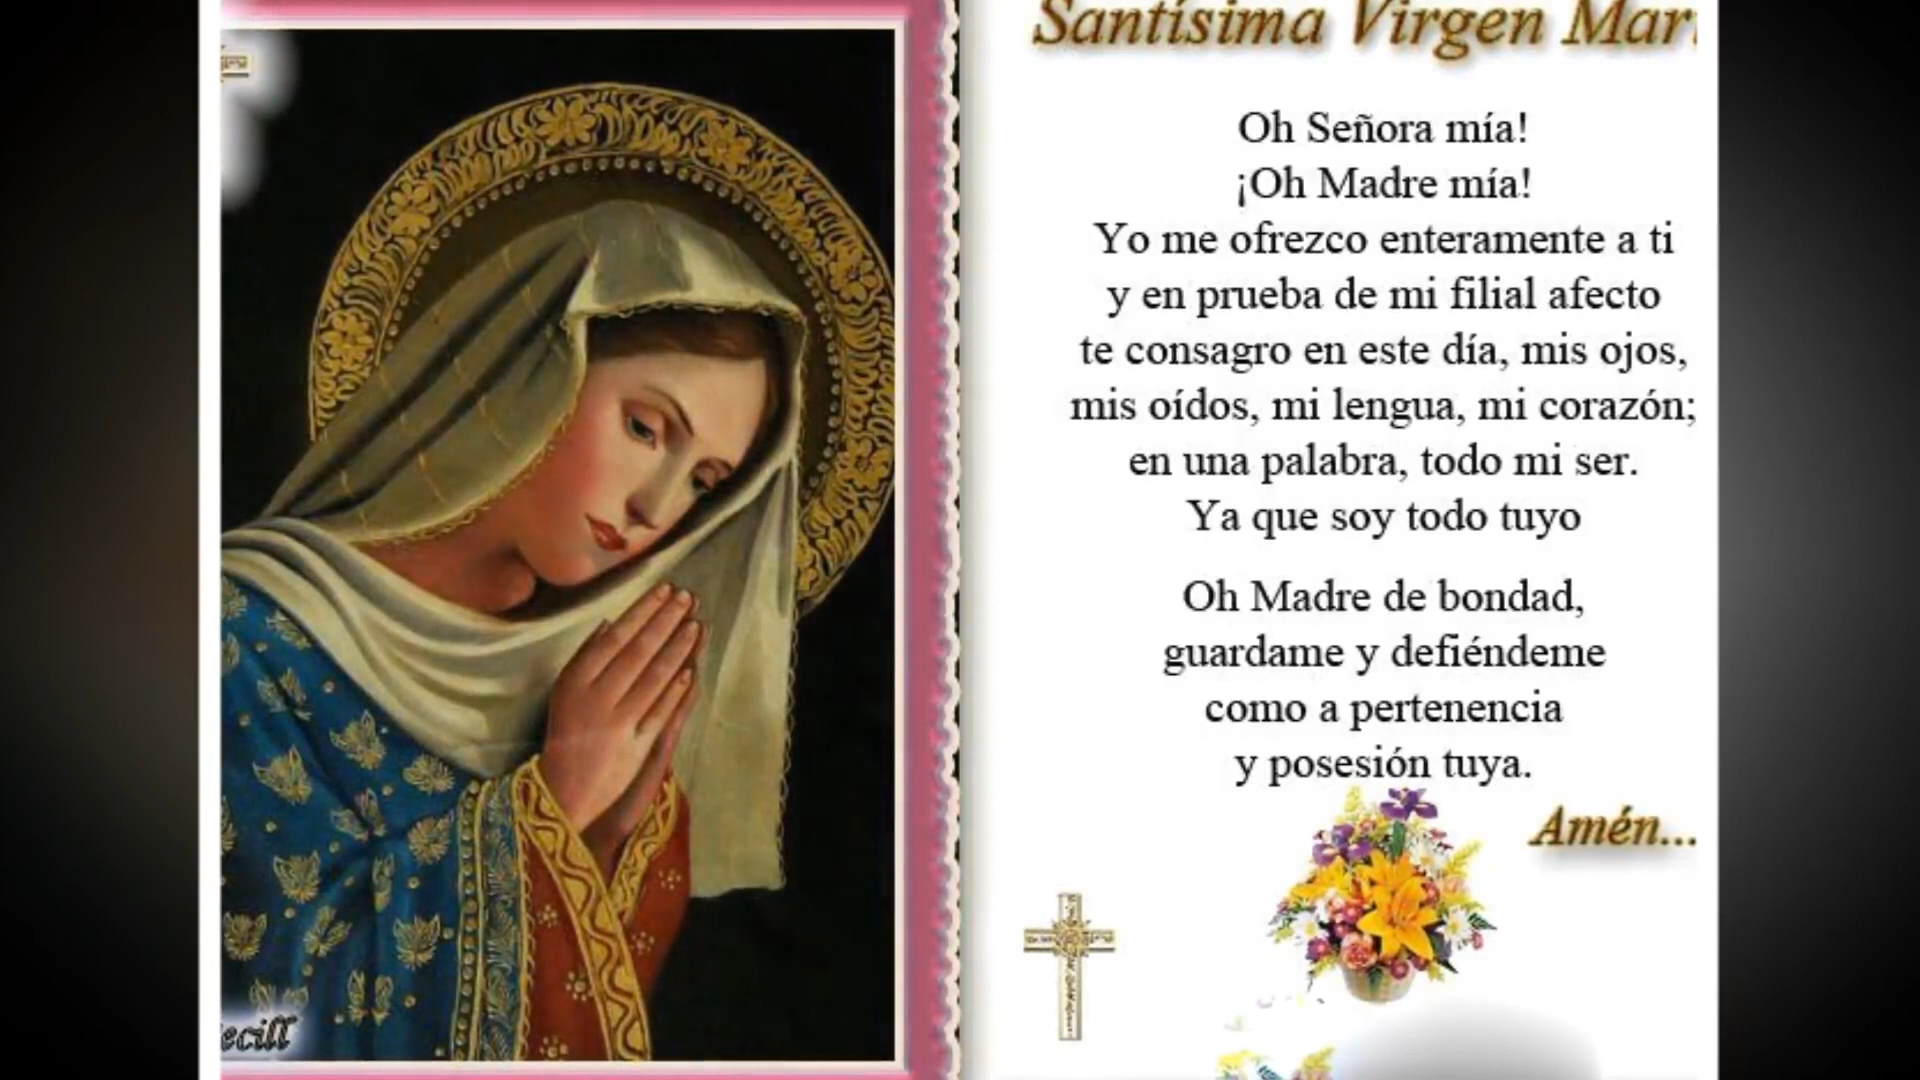 Santísima Virgen Mar
Oh Señora mía!
¡Oh Madre mía!
Yo me ofrezco enteramente a ti
y en prueba de mi filial afecto
te consagro en este día, mis ojos,
mis oídos, mi lengua, mi corazón;
en una palabra, todo mi ser.
Ya que soy todo tuyo
Oh Madre de bondad,
guardame y defiéndeme
como a pertenencia
y posesión tuya.
Amén...
ecill